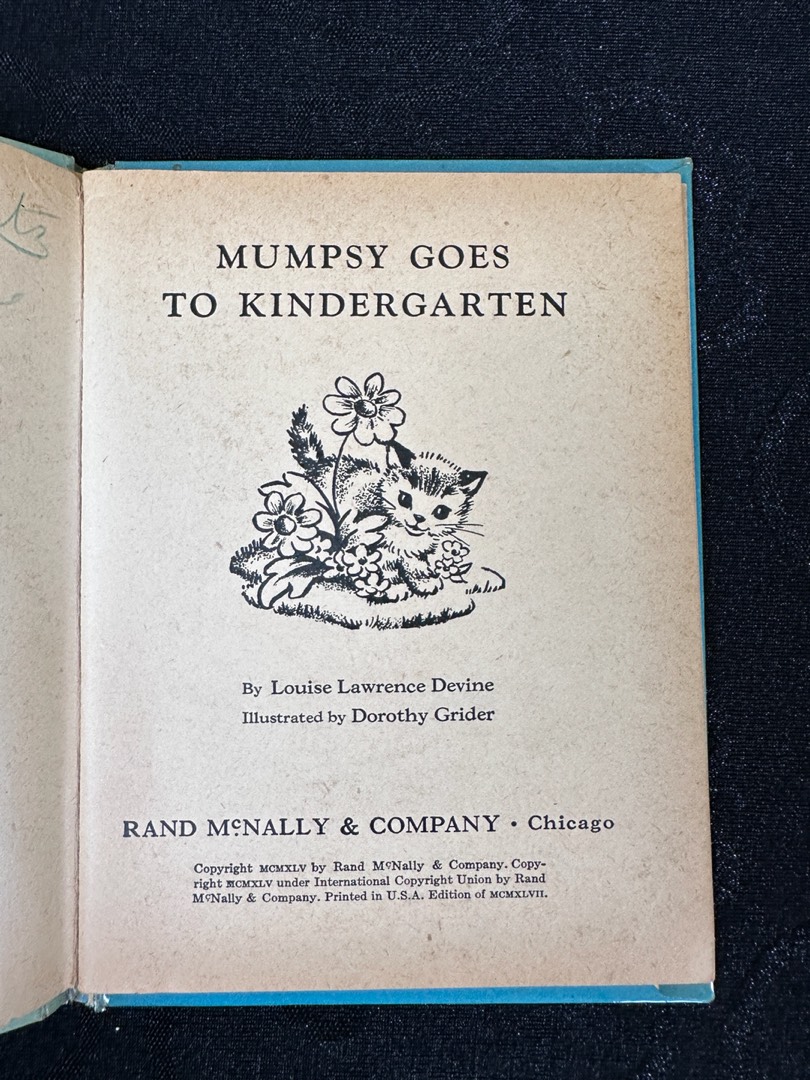 MUMPSY GOES
TO KINDERGARTEN
By Louise Lawrence Devine
Illustrated by Dorothy Grider
RAND McNALLY & COMPANY • Chicago
Copyright MCMXLV by Rand McNally & Company. Copy-
right MCMXLV under International Copyright Union by Rand
McNally & Company. Printed in U.S.A. Edition of MCMXLVII.